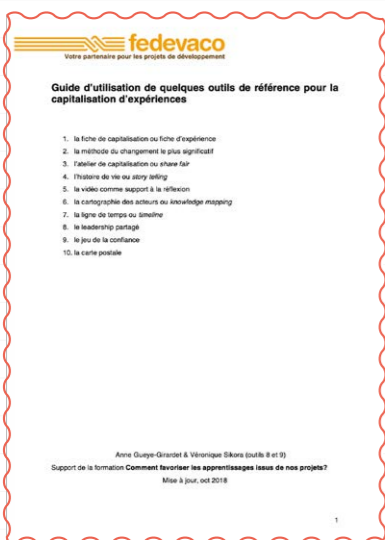 fedevaco
Votre partenaire pour les projets de développement
Guide d'utilisation de quelques outils de référence pour la
capitalisation d'expériences
1. la fiche de capitalisation ou fiche d'expérience
2. la méthode du changement le plus significatif
3. l'atelier de capitalisation ou share fair
4. l'histoire de vie ou story telling
5. la vidéo comme support à la réflexion
6. la cartographie des acteurs ou knowledge mapping
7. la ligne de temps ou timeline
8. le leadership partagé
9. le jeu de la confiance
10. la carte postale
Anne Gueye-Girardet & Véronique Sikora (outils 8 et 9)
Support de la formation Comment favoriser les apprentissages issus de nos projets?
Mise à jour, oct 2018
1